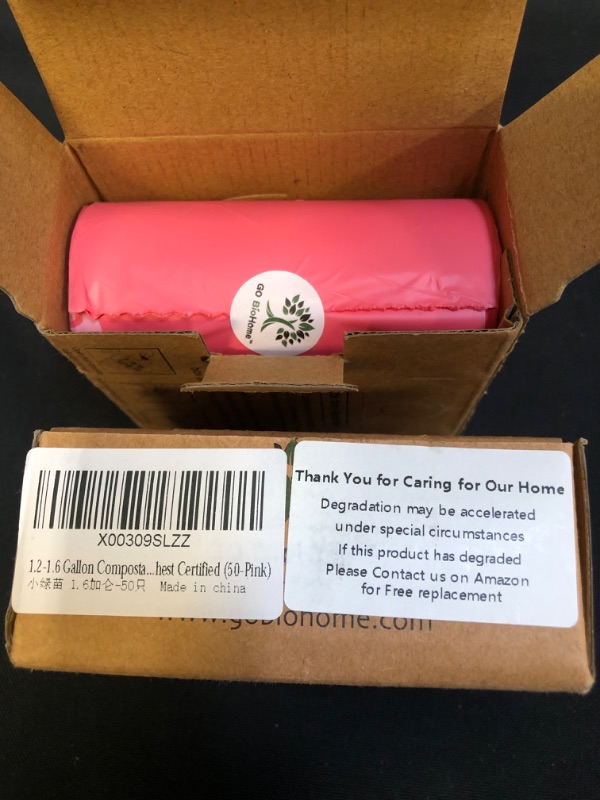 GO BioHome™
X00309SLZZ
1.2-1.6 Gallon Composta...hest Certified (50-Pink)
小绿苗 1.6加仑-50只 Made in china
Thank You for Caring for Our Home
Degradation may be accelerated
under special circumstances
If this product has degraded
Please Contact us on Amazon
for Free replacement
www.gobiohome.com